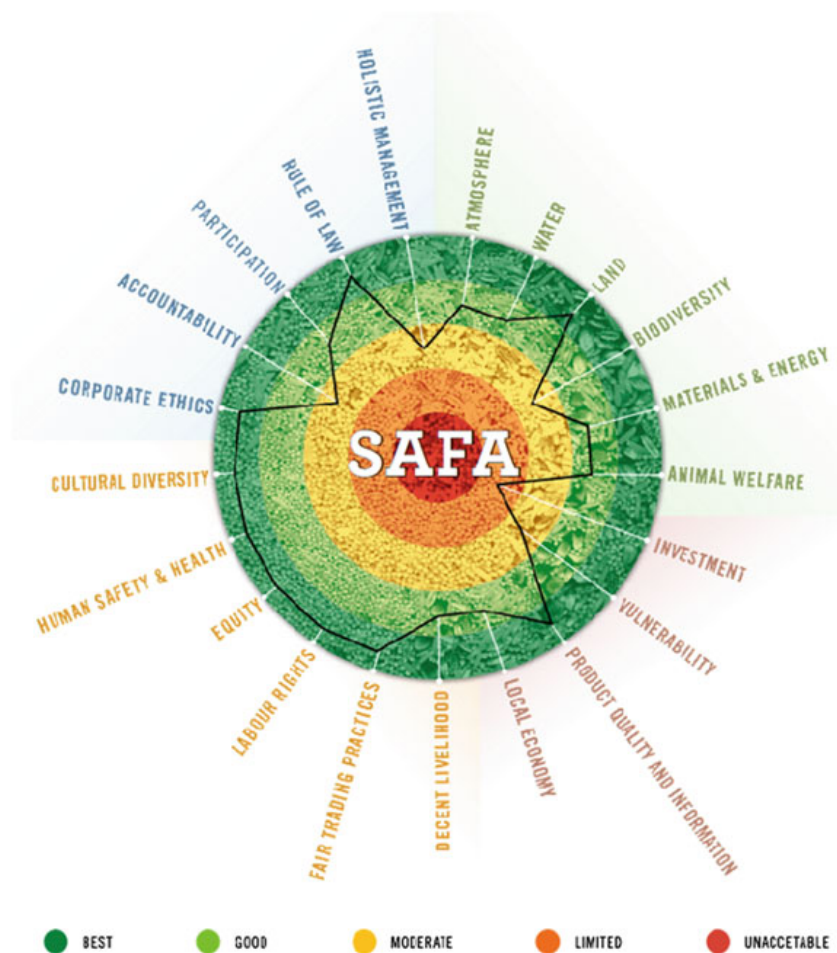 HOLISTIC MANAGEMENT
ATMOSPHERE
WATER
LAND
BIODIVERSITY
MATERIALS & ENERGY
ANIMAL WELFARE
INVESTMENT
VULNERABILITY
PRODUCT QUALITY AND INFORMATION
LOCAL ECONOMY
DECENT LIVELIHOOD
FAIR TRADING PRACTICES
LABOUR RIGHTS
EQUITY
HUMAN SAFETY & HEALTH
CULTURAL DIVERSITY
CORPORATE ETHICS
ACCOUNTABILITY
PARTICIPATION
RULE OF LAW
SAFA
BEST
GOOD
MODERATE
LIMITED
UNACCETABLE